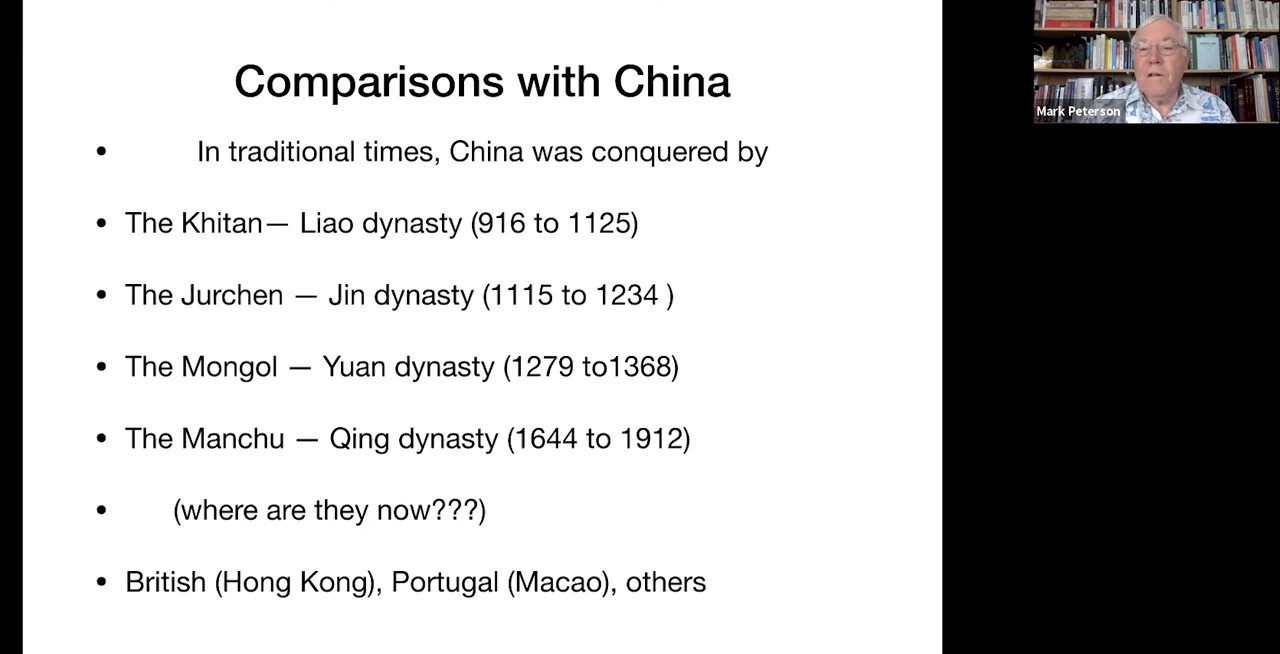 Comparisons with China
• In traditional times, China was conquered by
• The Khitan— Liao dynasty (916 to 1125)
• The Jurchen — Jin dynasty (1115 to 1234 )
• The Mongol — Yuan dynasty (1279 to1368)
• The Manchu — Qing dynasty (1644 to 1912)
• (where are they now???)
• British (Hong Kong), Portugal (Macao), others
Mark Peterson